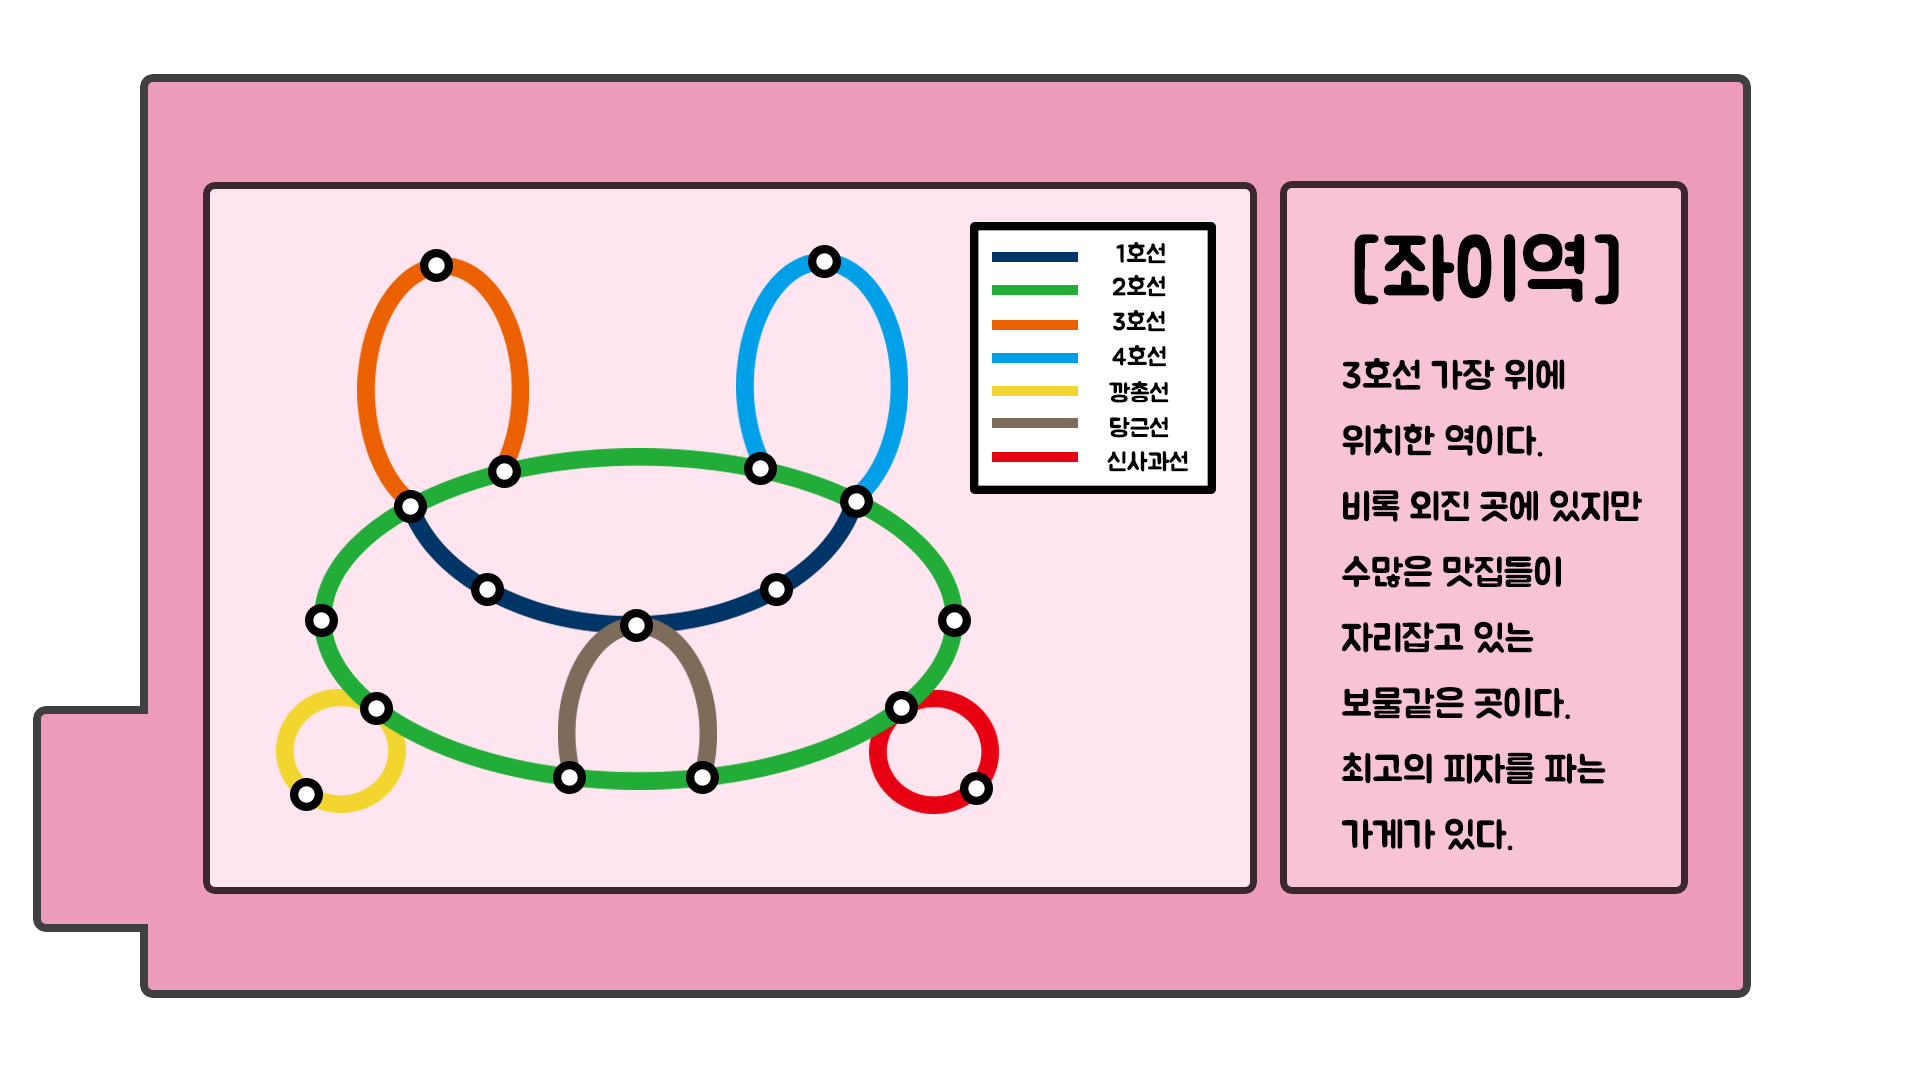 1호선
2호선
3호선
4호선
깡총선
당근선
신사과선
[좌이역]
3호선 가장 위에
위치한 역이다.
비록 외진 곳에 있지만
수많은 맛집들이
자리잡고 있는
보물같은 곳이다.
최고의 피자를 파는
가게가 있다.